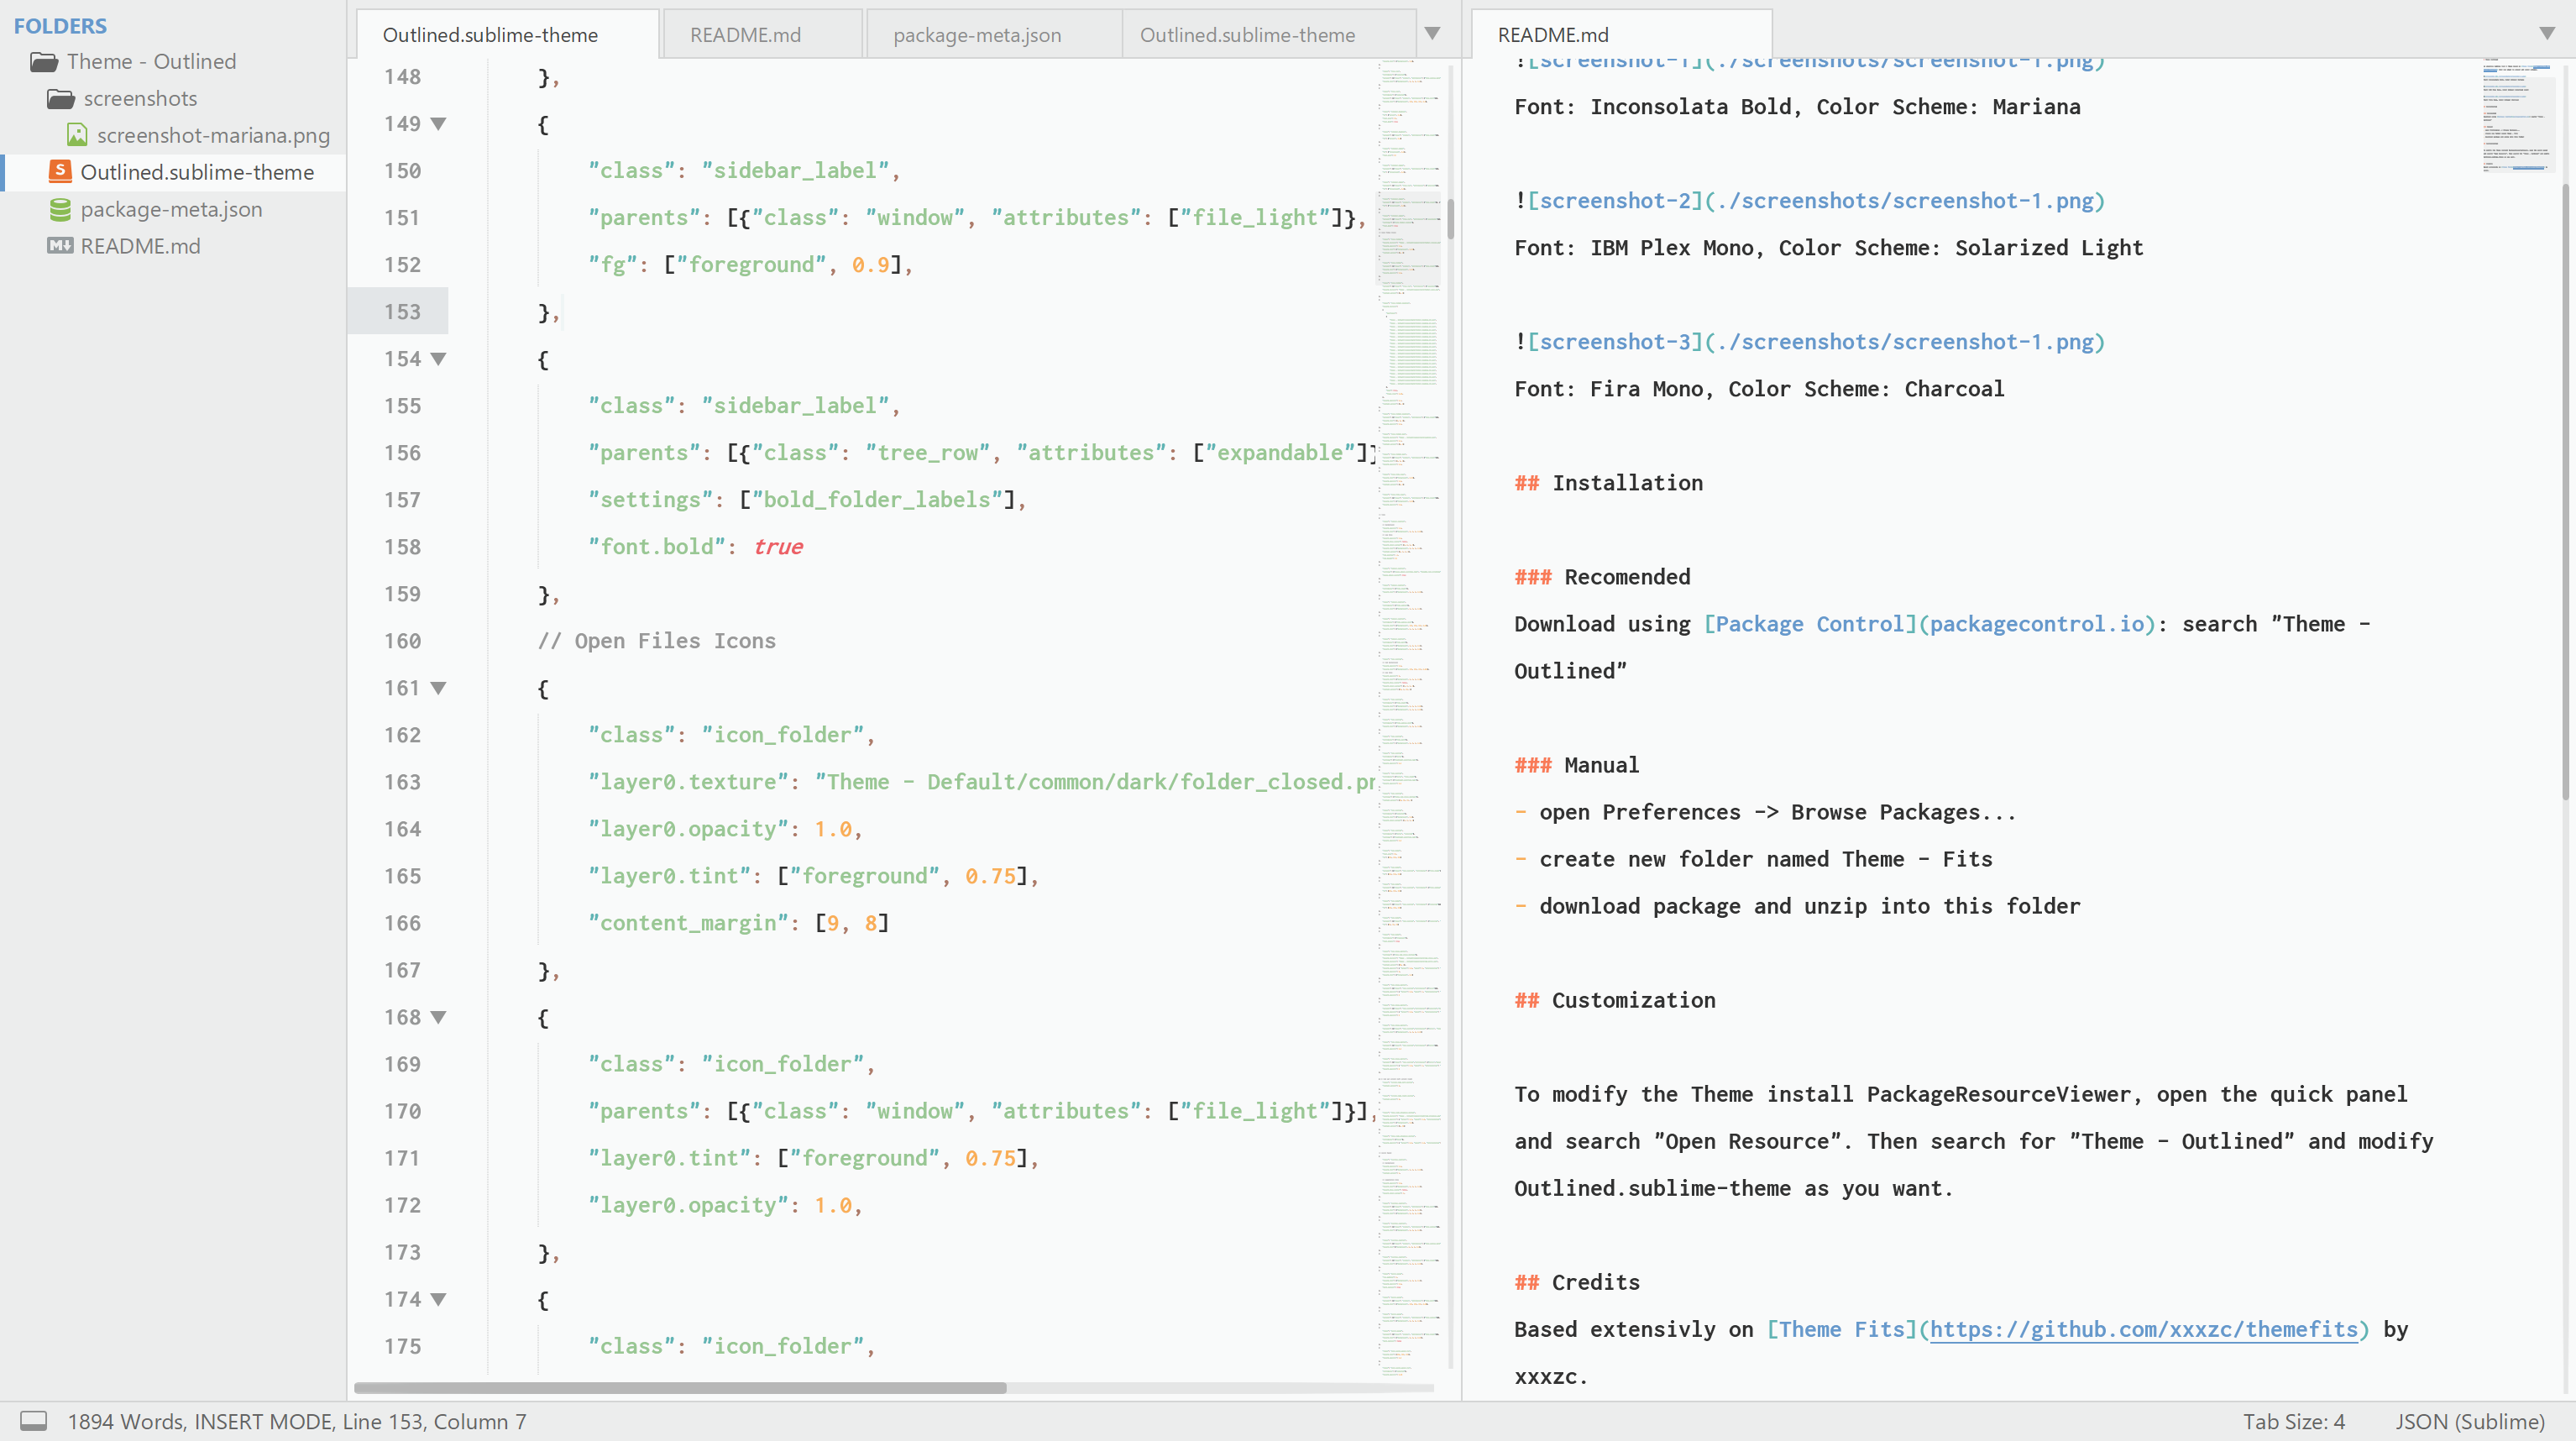 FOLDERS
Theme - Outlined
screenshots
screenshot-mariana.png
Outlined.sublime-theme
package-meta.json
README.md
Outlined.sublime-theme
README.md
package-meta.json
Outlined.sublime-theme
148 },
149 {
150 "class": "sidebar_label",
151 "parents": [{"class": "window", "attributes": ["file_light"]},
152 "fg": ["foreground", 0.9],
153 },
154 {
155 "class": "sidebar_label",
156 "parents": [{"class": "tree_row", "attributes": ["expandable"]}
157 "settings": ["bold_folder_labels"],
158 "font.bold": true
159 },
160 // Open Files Icons
161 {
162 "class": "icon_folder",
163 "layer0.texture": "Theme - Default/common/dark/folder_closed.pn
164 "layer0.opacity": 1.0,
165 "layer0.tint": ["foreground", 0.75],
166 "content_margin": [9, 8]
167 },
168 {
169 "class": "icon_folder",
170 "parents": [{"class": "window", "attributes": ["file_light"]}],
171 "layer0.tint": ["foreground", 0.75],
172 "layer0.opacity": 1.0,
173 },
174 {
175 "class": "icon_folder",
README.md
![screenshot-1](./screenshots/screenshot-1.png)
Font: Inconsolata Bold, Color Scheme: Mariana
![screenshot-2](./screenshots/screenshot-1.png)
Font: IBM Plex Mono, Color Scheme: Solarized Light
![screenshot-3](./screenshots/screenshot-1.png)
Font: Fira Mono, Color Scheme: Charcoal
## Installation
### Recomended
Download using [Package Control](packagecontrol.io): search "Theme -
Outlined"
### Manual
- open Preferences -> Browse Packages...
- create new folder named Theme - Fits
- download package and unzip into this folder
## Customization
To modify the Theme install PackageResourceViewer, open the quick panel
and search "Open Resource". Then search for "Theme - Outlined" and modify
Outlined.sublime-theme as you want.
## Credits
Based extensivly on [Theme Fits](https://github.com/xxxzc/themefits) by
xxxzc.
1894 Words, INSERT MODE, Line 153, Column 7
Tab Size: 4
JSON (Sublime)